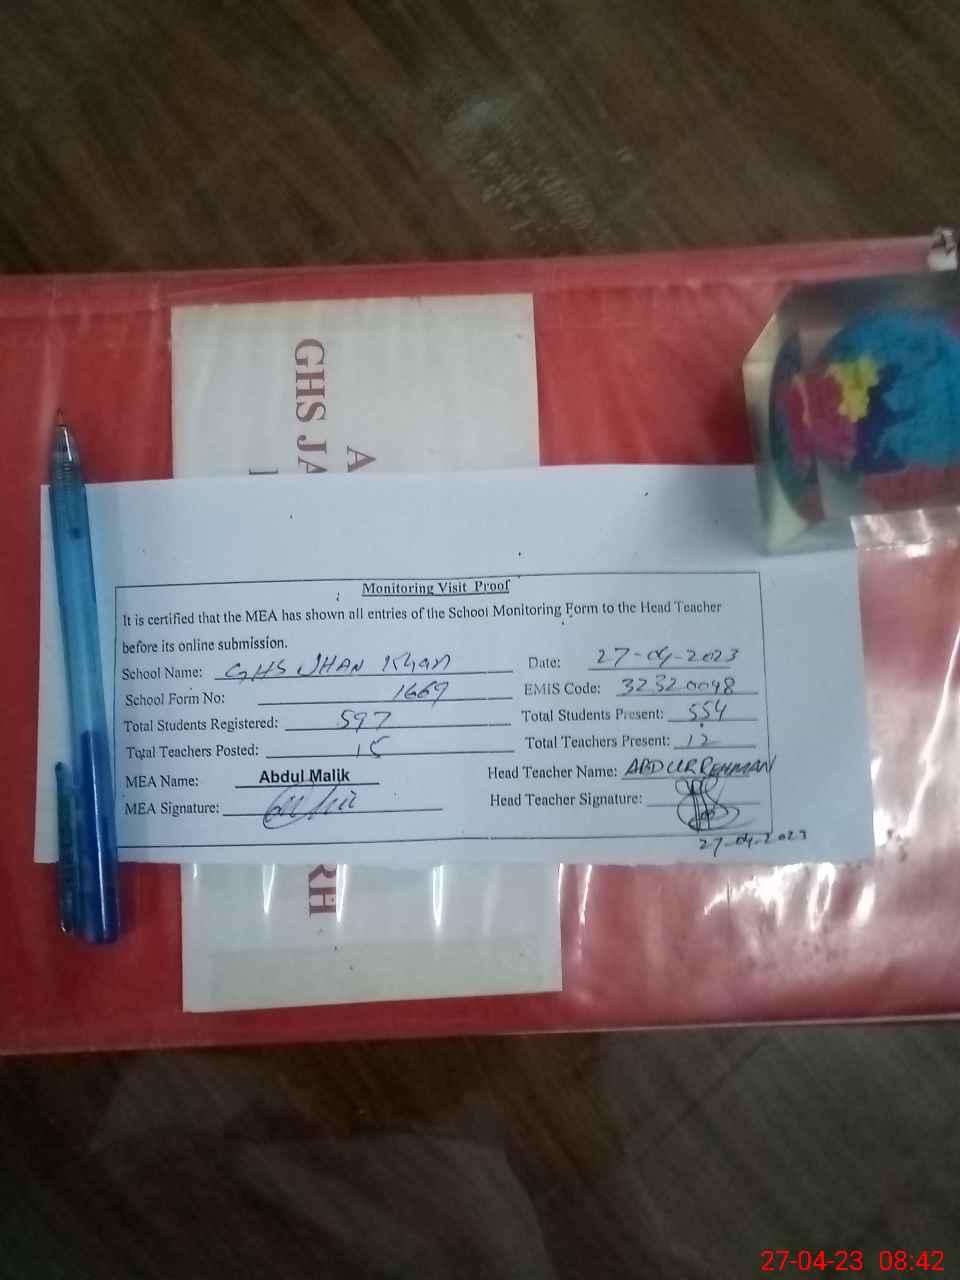 A
GHS JA
RH
Monitoring Visit Proof
It is certified that the MEA has shown all entries of the School Monitoring Form to the Head Teacher
before its online submission.
School Name: GHS JHAN Khan Date: 27-04-2023
School Form No: 1669 EMIS Code: 32320048
Total Students Registered: 597 Total Students Present: 554
Total Teachers Posted: 15 Total Teachers Present: 12
MEA Name: Abdul Malik Head Teacher Name: ABDUR REHMAN
MEA Signature: Head Teacher Signature:
27-04-2023
27-04-23 08:42